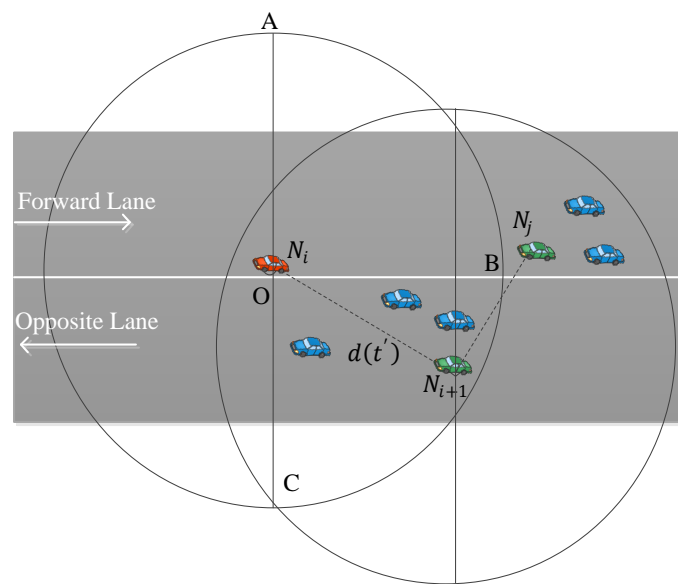 A
Forward Lane
N_i
N_j
B
O
Opposite Lane
d(t')
N_{i+1}
C